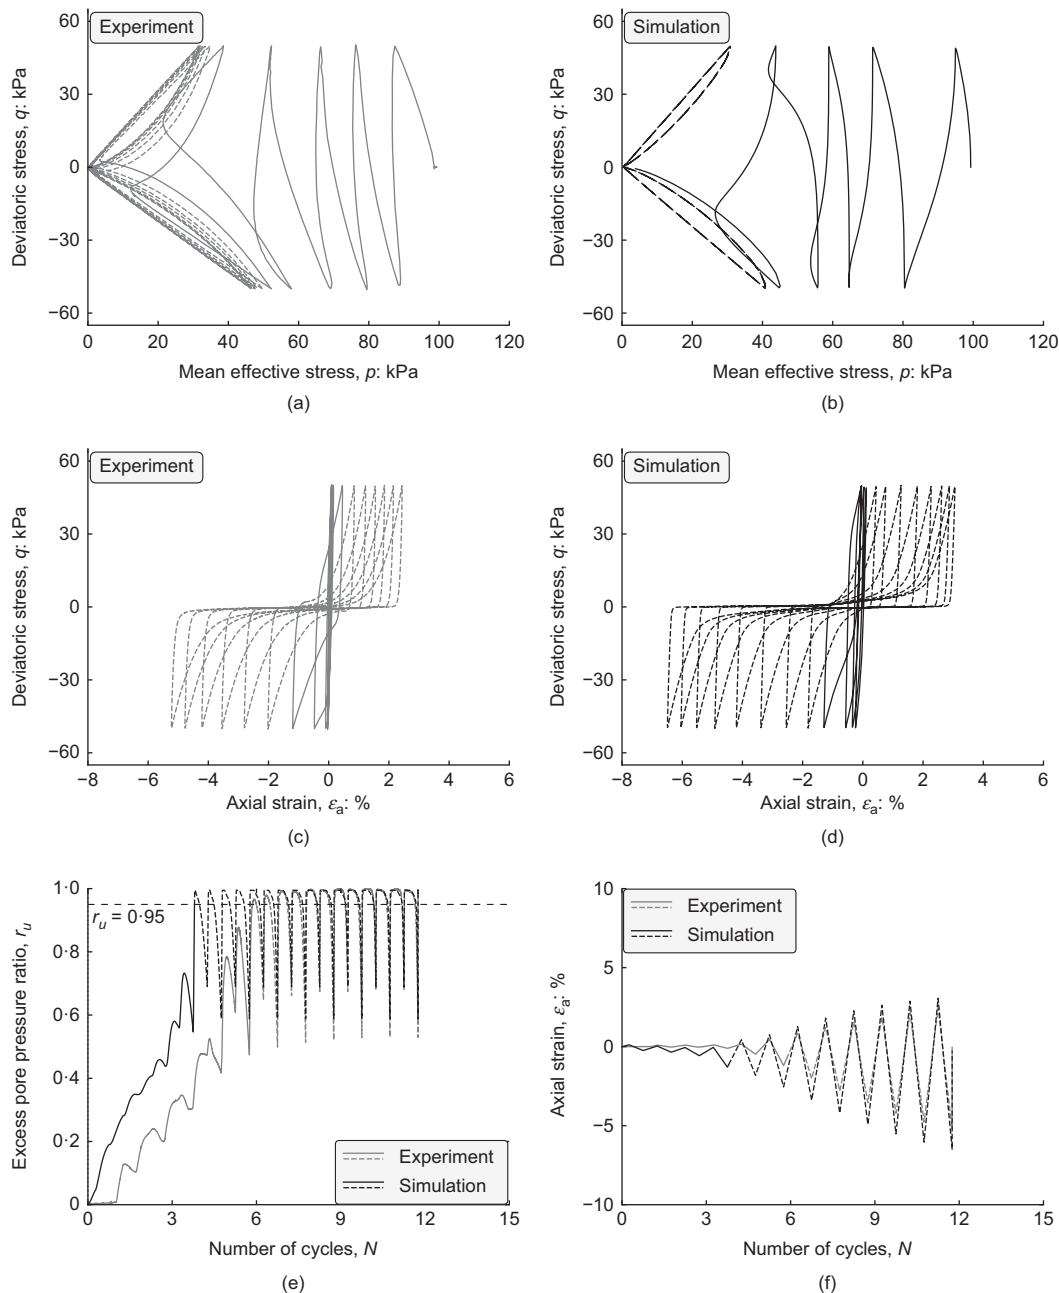 Experiment
60
30
0
−30
−60
Deviatoric stress, q: kPa
0 20 40 60 80 100 120
Mean effective stress, p: kPa
(a)
Simulation
60
30
0
−30
−60
Deviatoric stress, q: kPa
0 20 40 60 80 100 120
Mean effective stress, p: kPa
(b)
Experiment
60
30
0
−30
−60
Deviatoric stress, q: kPa
−8 −6 −4 −2 0 2 4 6
Axial strain, εa: %
(c)
Simulation
60
30
0
−30
−60
Deviatoric stress, q: kPa
−8 −6 −4 −2 0 2 4 6
Axial strain, εa: %
(d)
1·0
0·8
0·6
0·4
0·2
0
Excess pore pressure ratio, ru
ru = 0·95
Experiment
Simulation
0 3 6 9 12 15
Number of cycles, N
(e)
10
5
0
−5
−10
Axial strain, εa: %
Experiment
Simulation
0 3 6 9 12 15
Number of cycles, N
(f)